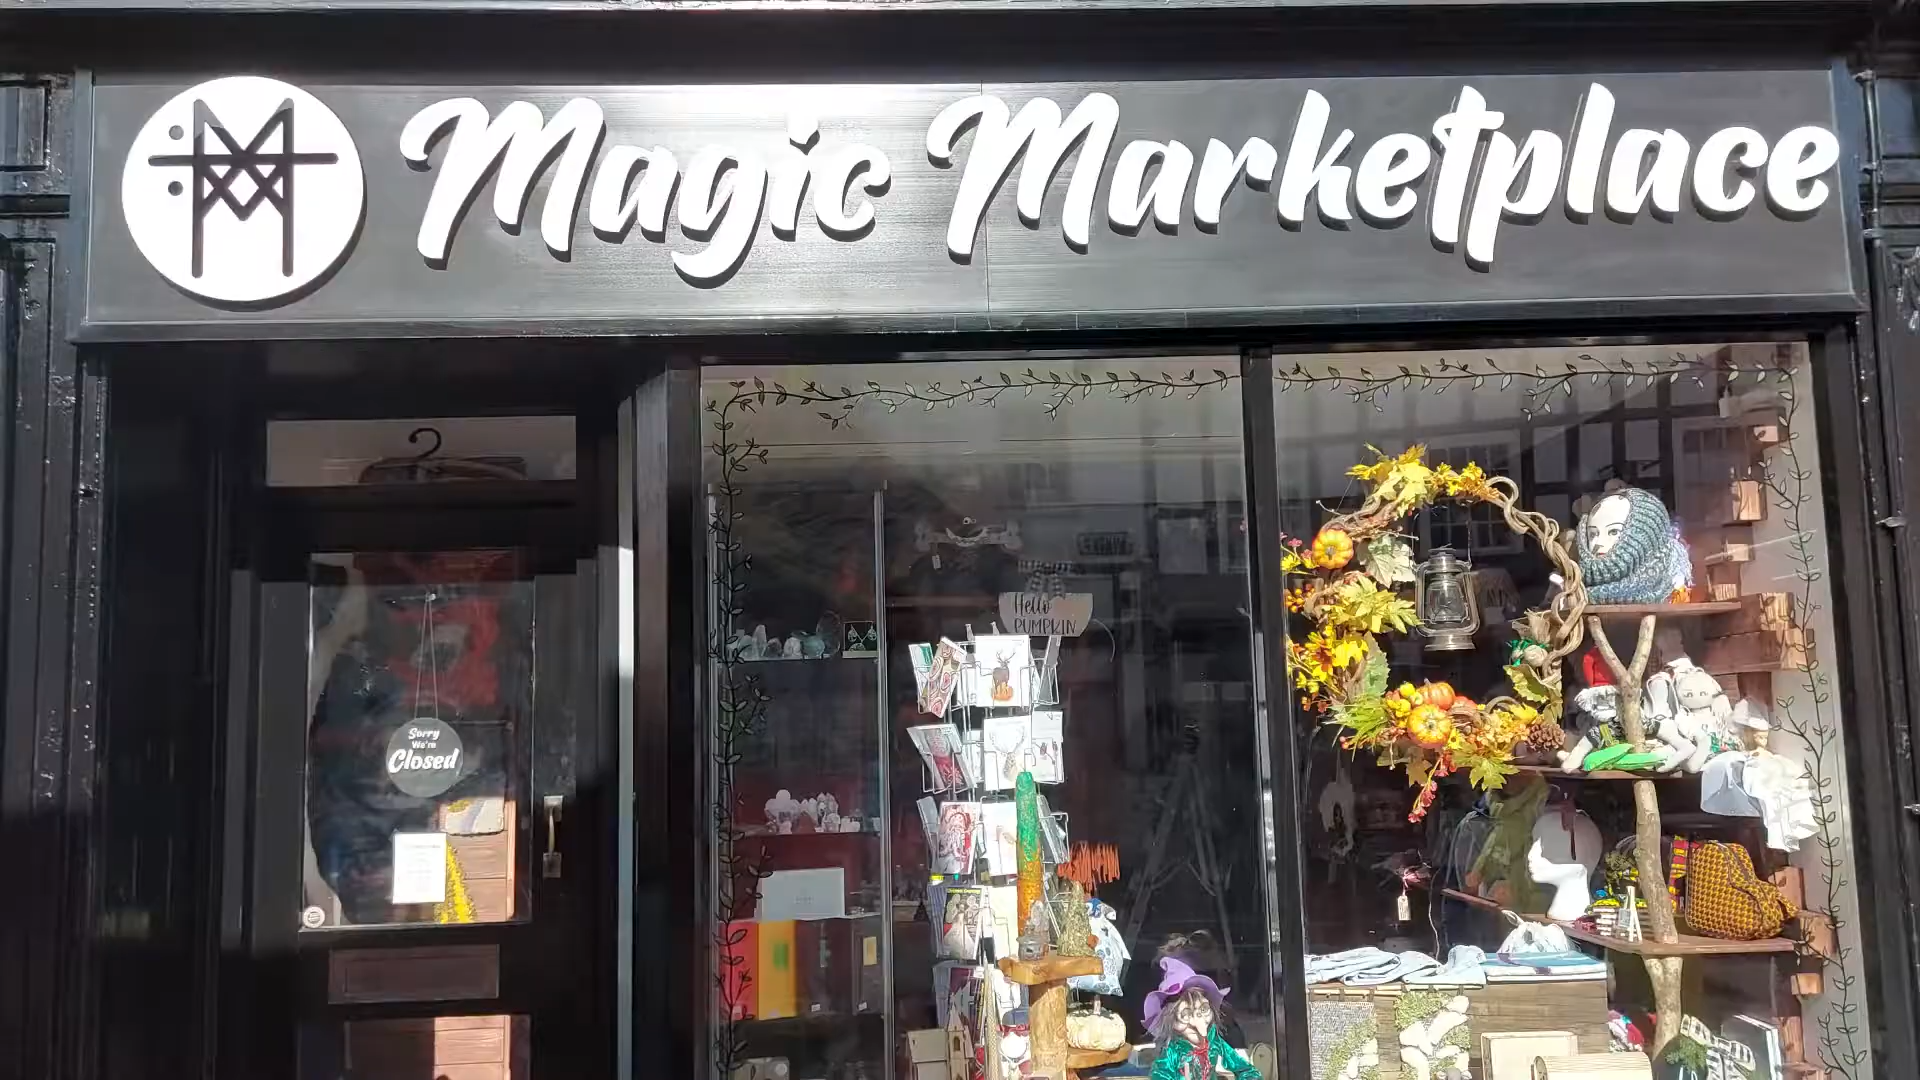 Magic Marketplace
Hello
PUMPKIN
Sorry
We're
Closed